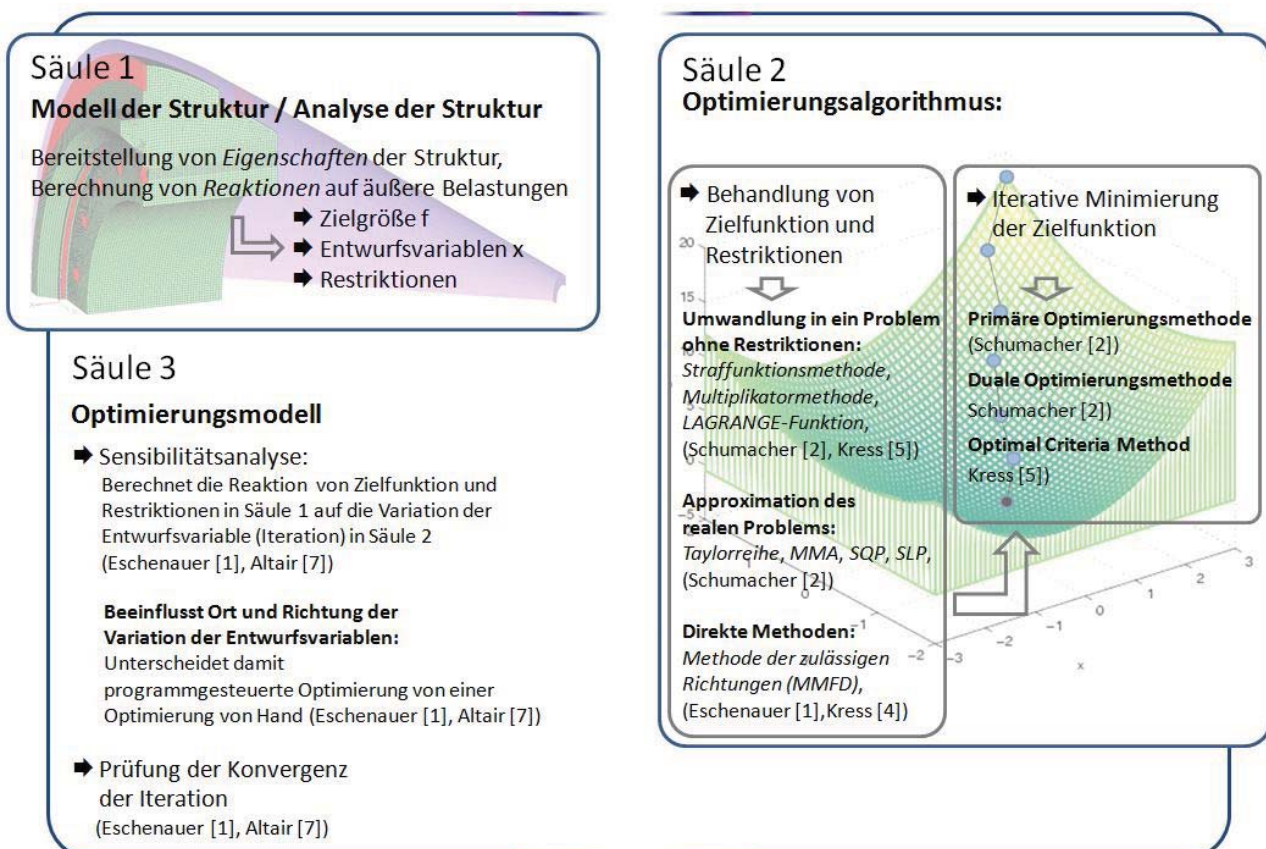 Säule 1
Modell der Struktur / Analyse der Struktur
Bereitstellung von Eigenschaften der Struktur,
Berechnung von Reaktionen auf äußere Belastungen
➡ Zielgröße f
➡ Entwurfsvariablen x
➡ Restriktionen
Säule 3
Optimierungsmodell
➡ Sensibilitätsanalyse:
Berechnet die Reaktion von Zielfunktion und
Restriktionen in Säule 1 auf die Variation der
Entwurfsvariable (Iteration) in Säule 2
(Eschenauer [1], Altair [7])
Beeinflusst Ort und Richtung der
Variation der Entwurfsvariablen:
Unterscheidet damit
programmgesteuerte Optimierung von einer
Optimierung von Hand (Eschenauer [1], Altair [7])
➡ Prüfung der Konvergenz
der Iteration
(Eschenauer [1], Altair [7])
Säule 2
Optimierungsalgorithmus:
➡ Behandlung von
Zielfunktion und
Restriktionen
Umwandlung in ein Problem
ohne Restriktionen:
Straffunktionsmethode,
Multiplikatormethode,
LAGRANGE-Funktion,
(Schumacher [2], Kress [5])
Approximation des
realen Problems:
Taylorreihe, MMA, SQP, SLP,
(Schumacher [2])
Direkte Methoden:
Methode der zulässigen
Richtungen (MMFD),
(Eschenauer [1],Kress [4])
➡ Iterative Minimierung
der Zielfunktion
Primäre Optimierungsmethode
(Schumacher [2])
Duale Optimierungsmethode
Schumacher [2])
Optimal Criteria Method
Kress [5])
20
15
10
5
0
−5
1
0
−1
−2
−3
−2
−1
0
1
2
3
x